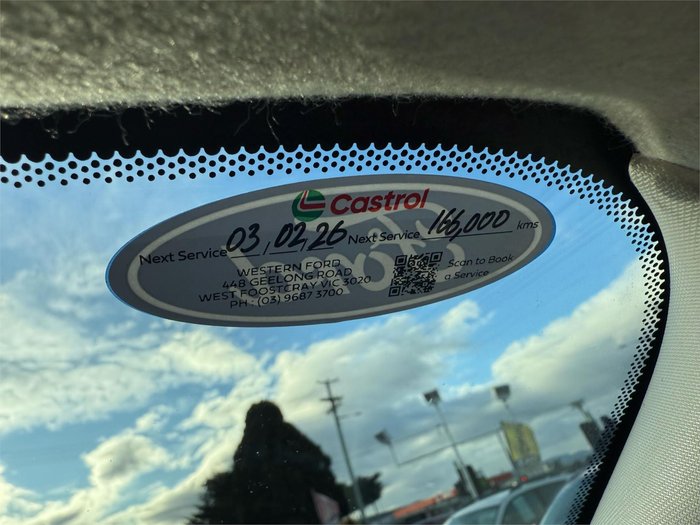 Castrol
Next Service 03/02/26 Next Service 166,000 kms
WESTERN FORD
448 GEELONG ROAD
WEST FOOSTCRAY VIC 3020
PH : (03) 9687 3700
Scan to Book
a Service